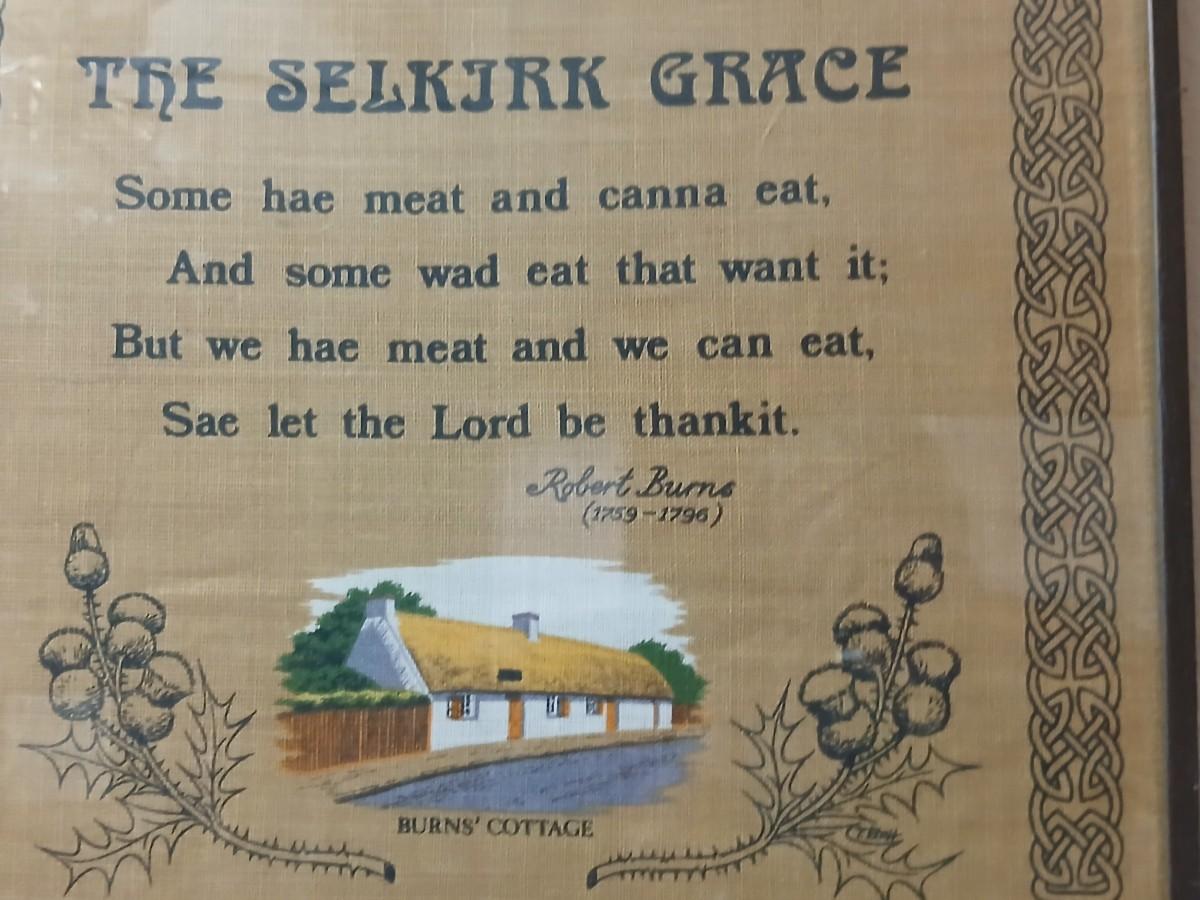 THE SELKIRK GRACE
Some hae meat and canna eat,
And some wad eat that want it;
But we hae meat and we can eat,
Sae let the Lord be thankit.
Robert Burns
(1759-1796)
BURNS' COTTAGE